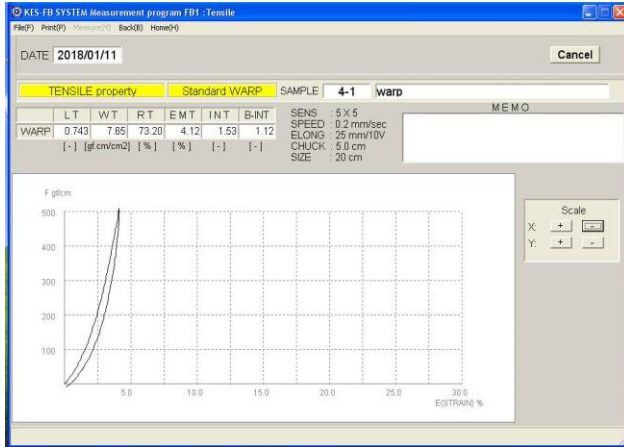 KES-FB SYSTEM Measurement program FB1 :Tensile
File(F) Print(P) Measure(M) Back(B) Home(H)
DATE 2018/01/11 Cancel
TENSILE property Standard WARP SAMPLE 4-1 warp
LT WT RT EMT INT B-INT
WARP 0.743 7.65 73.20 4.12 1.53 1.12
[-] [gf.cm/cm2] [%] [%] [-] [-]
SENS : 5 X 5
SPEED : 0.2 mm/sec
ELONG : 25 mm/10V
CHUCK : 5.0 cm
SIZE : 20 cm
MEMO
F gf/cm
500
400
300
200
100
5.0 10.0 15.0 20.0 25.0 30.0
E(STRAIN) %
Scale
X: + -
Y: + -